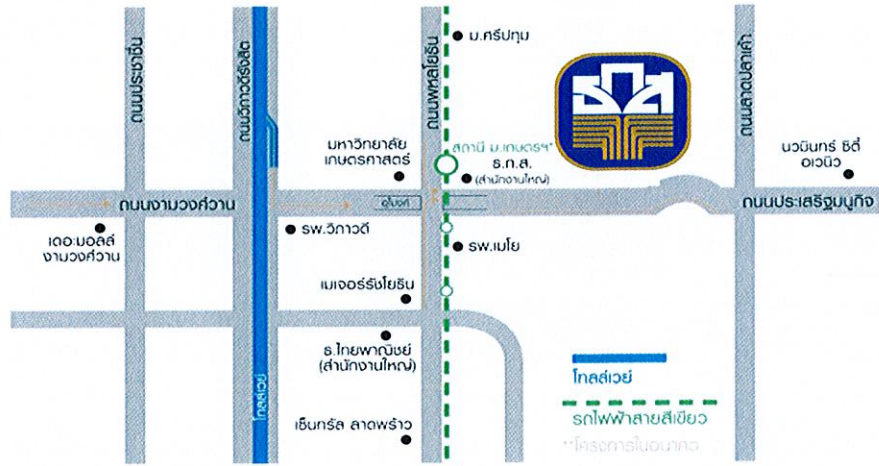 ม.ศรีปทุม
ถนนประชาชื่น
ถนนวิภาวดีรังสิต
ถนนพหลโยธิน
ถนนลาดปลาเค้า
ธกส
มหาวิทยาลัย
เกษตรศาสตร์
สถานี ม.เกษตรฯ*
ธ.ก.ส.
(สำนักงานใหญ่)
นวมินทร์ ซิตี้
อเวนิว
ถนนงามวงศ์วาน
อุโมงค์
ถนนประเสริฐมนูกิจ
เดอะมอลล์
งามวงศ์วาน
รพ.วิภาวดี
รพ.เมโย
เมเจอร์รัชโยธิน
ธ.ไทยพาณิชย์
(สำนักงานใหญ่)
โทลล์เวย์
โทลล์เวย์
รถไฟฟ้าสายสีเขียว
**โครงการในอนาคต
เซ็นทรัล ลาดพร้าว